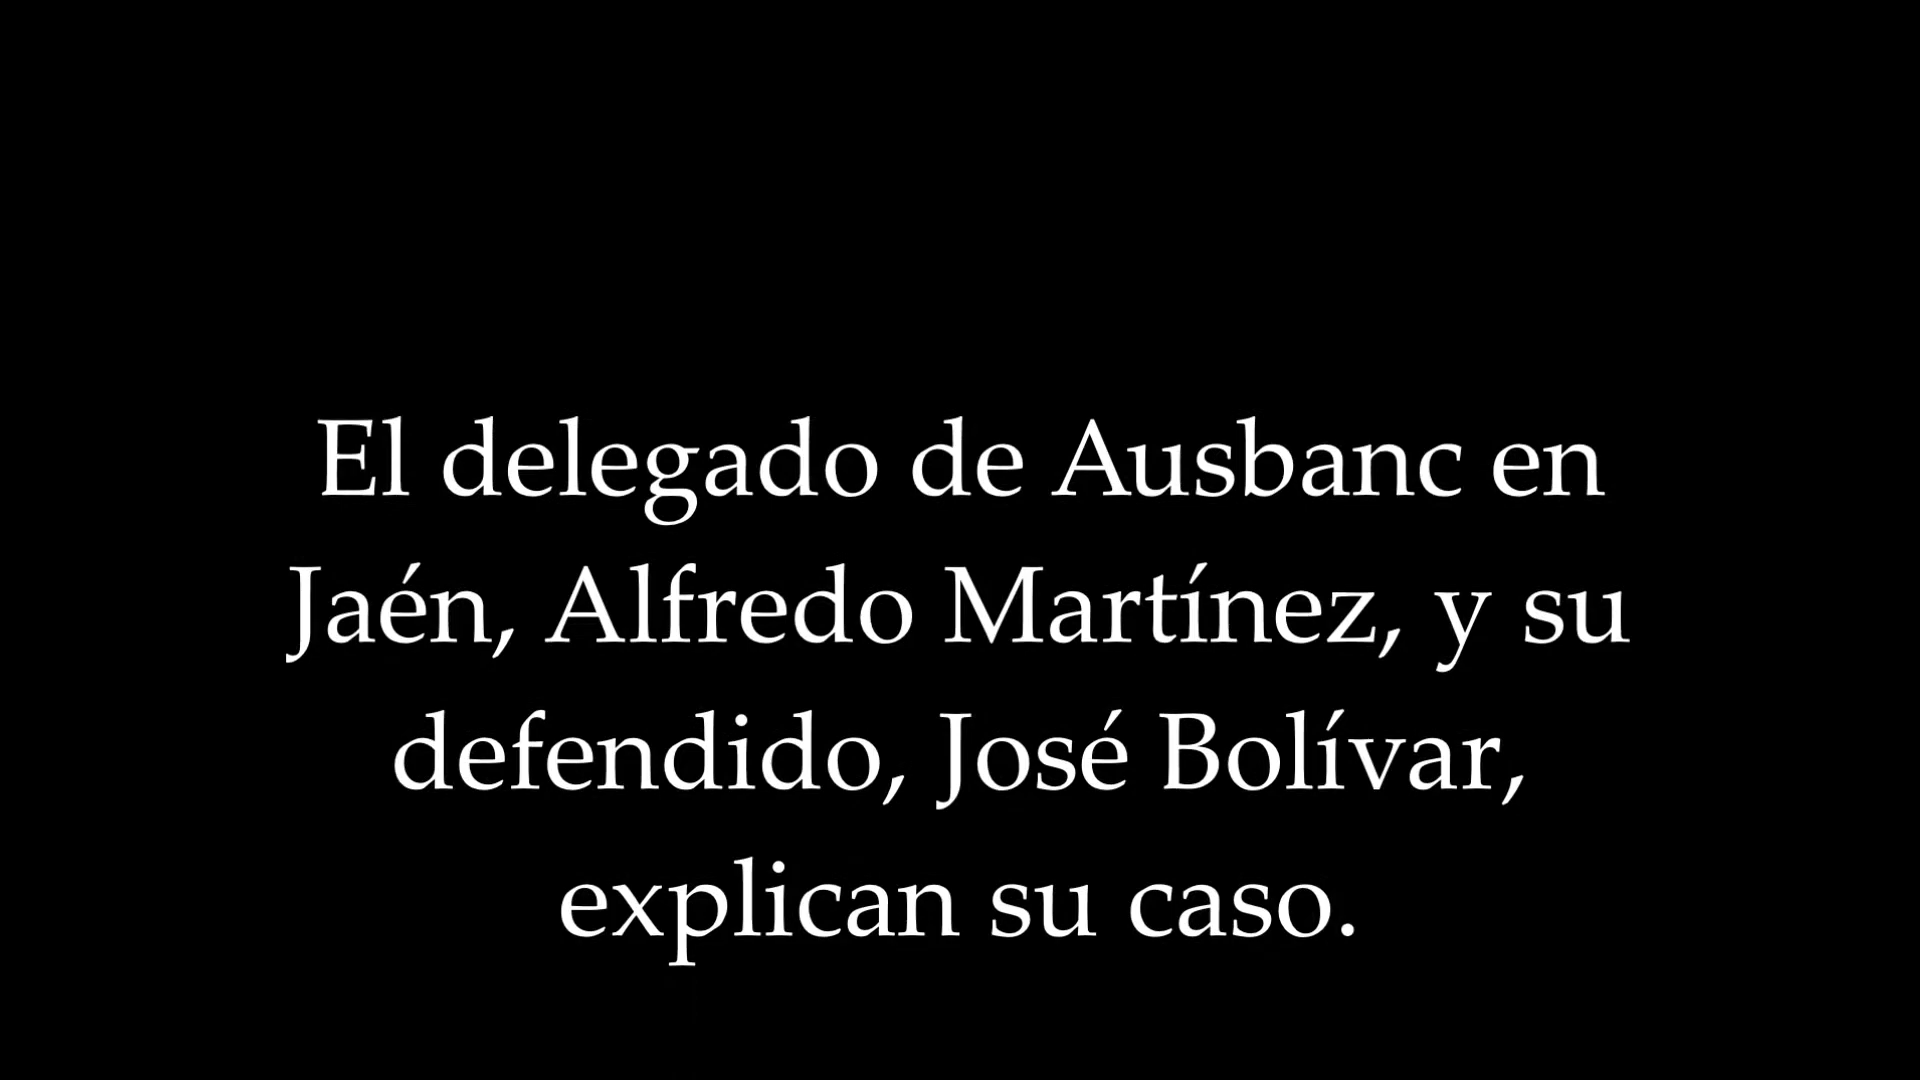 El delegado de Ausbanc en
Jaén, Alfredo Martínez, y su
defendido, José Bolívar,
explican su caso.